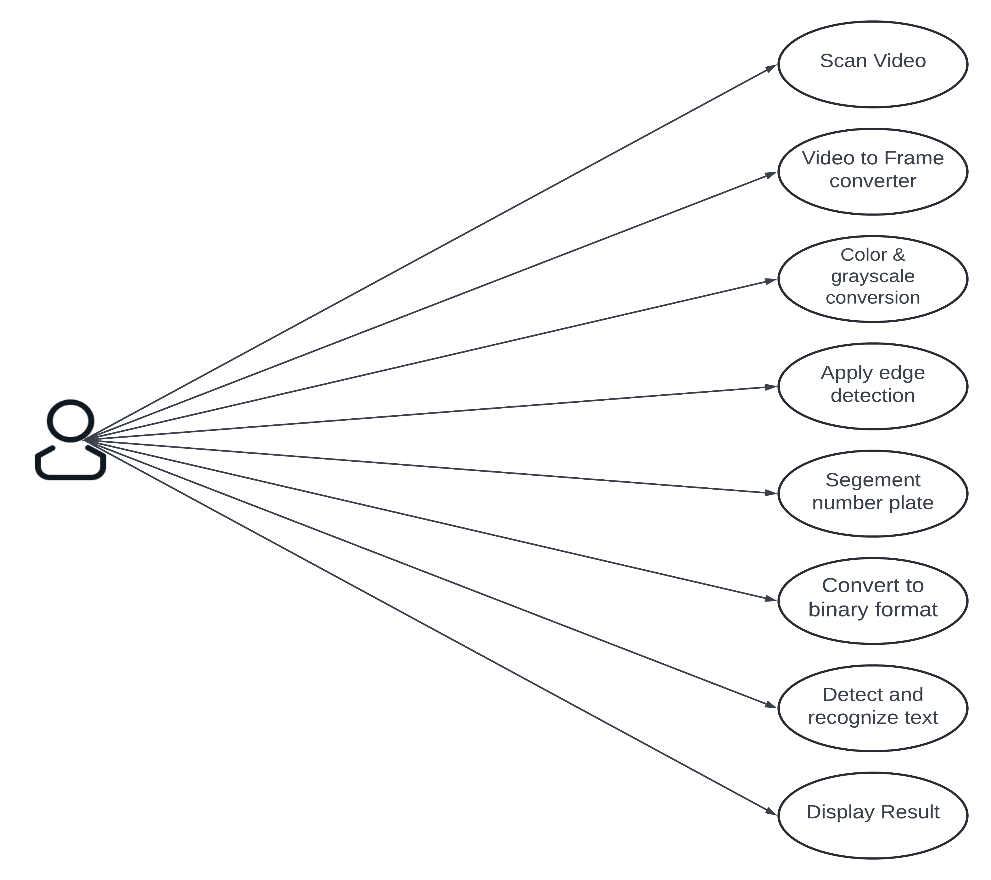 Scan Video
Video to Frame
converter
Color &
grayscale
conversion
Apply edge
detection
Segement
number plate
Convert to
binary format
Detect and
recognize text
Display Result